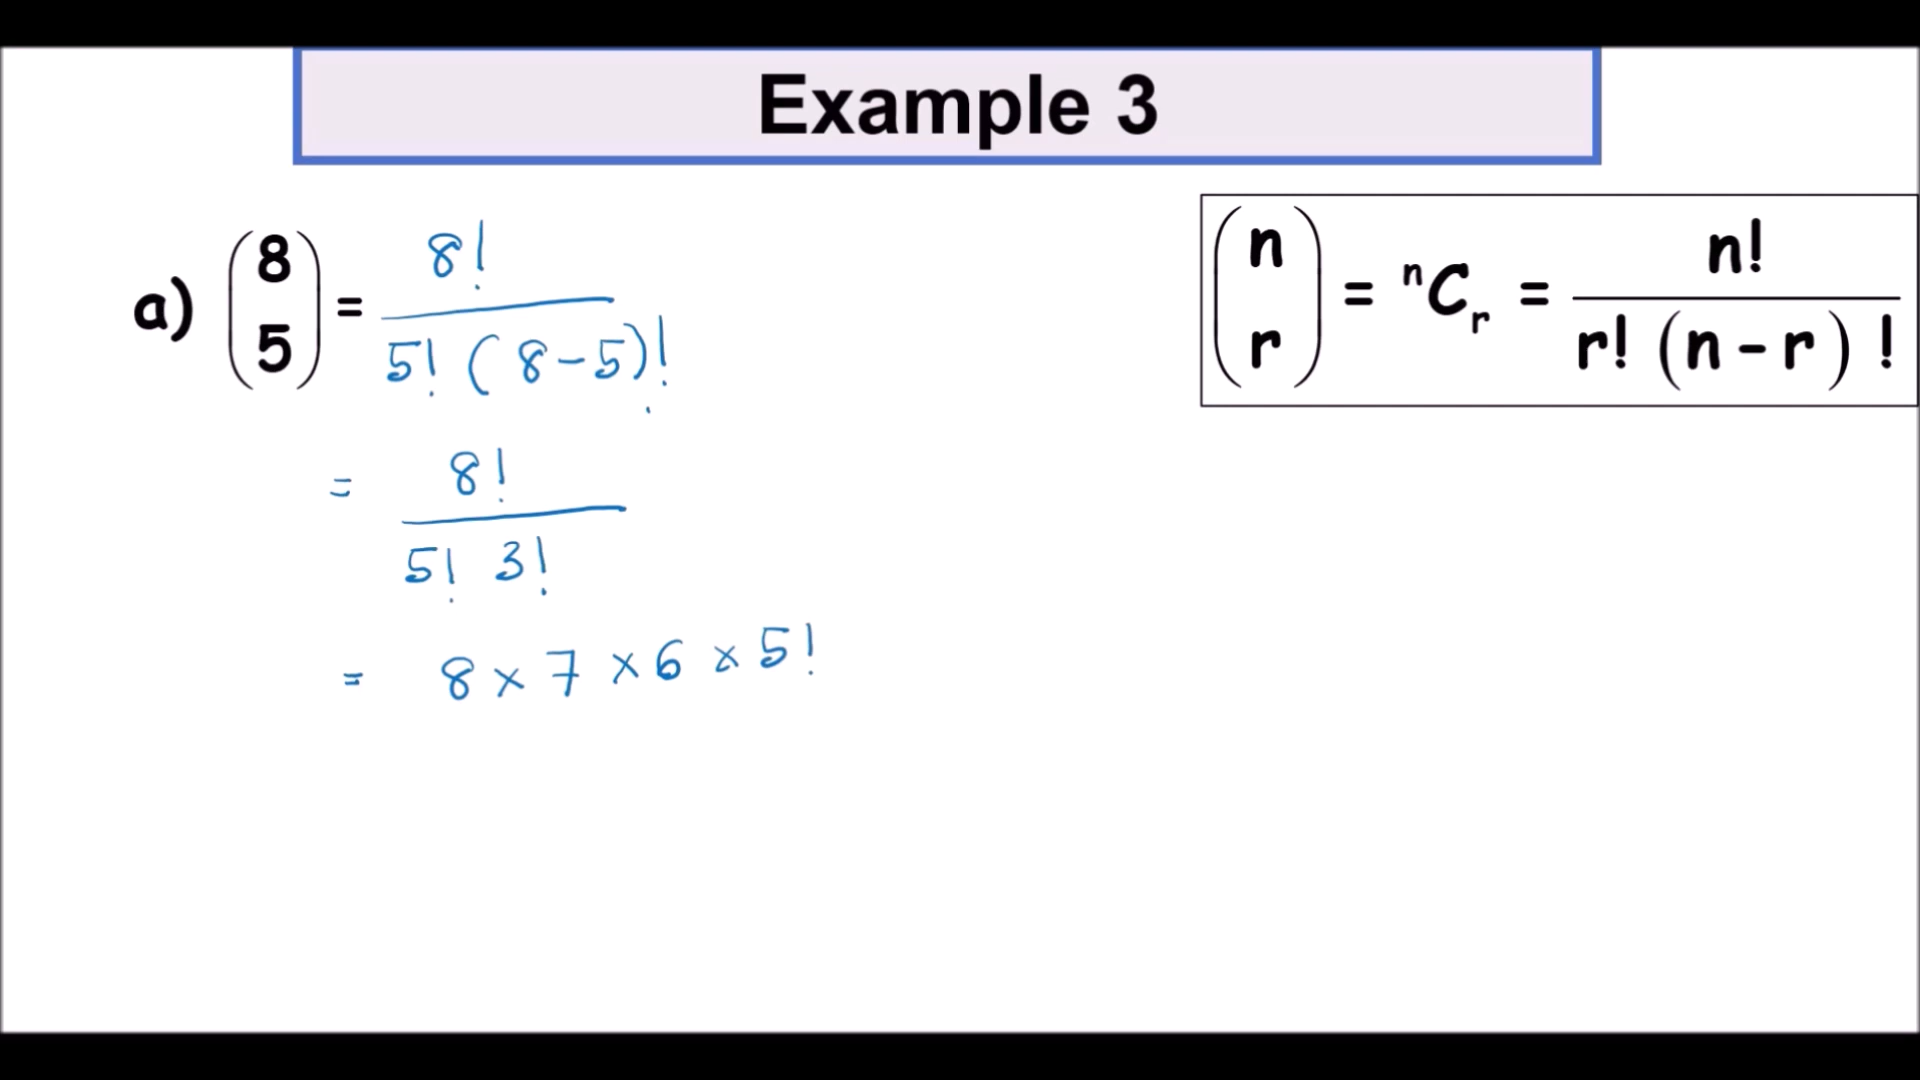 Example 3
a) (8 5) = 8! / 5! (8-5)!
(n r) = ⁿCᵣ = n! / r! (n - r) !
= 8! / 5! 3!
= 8 × 7 × 6 × 5!